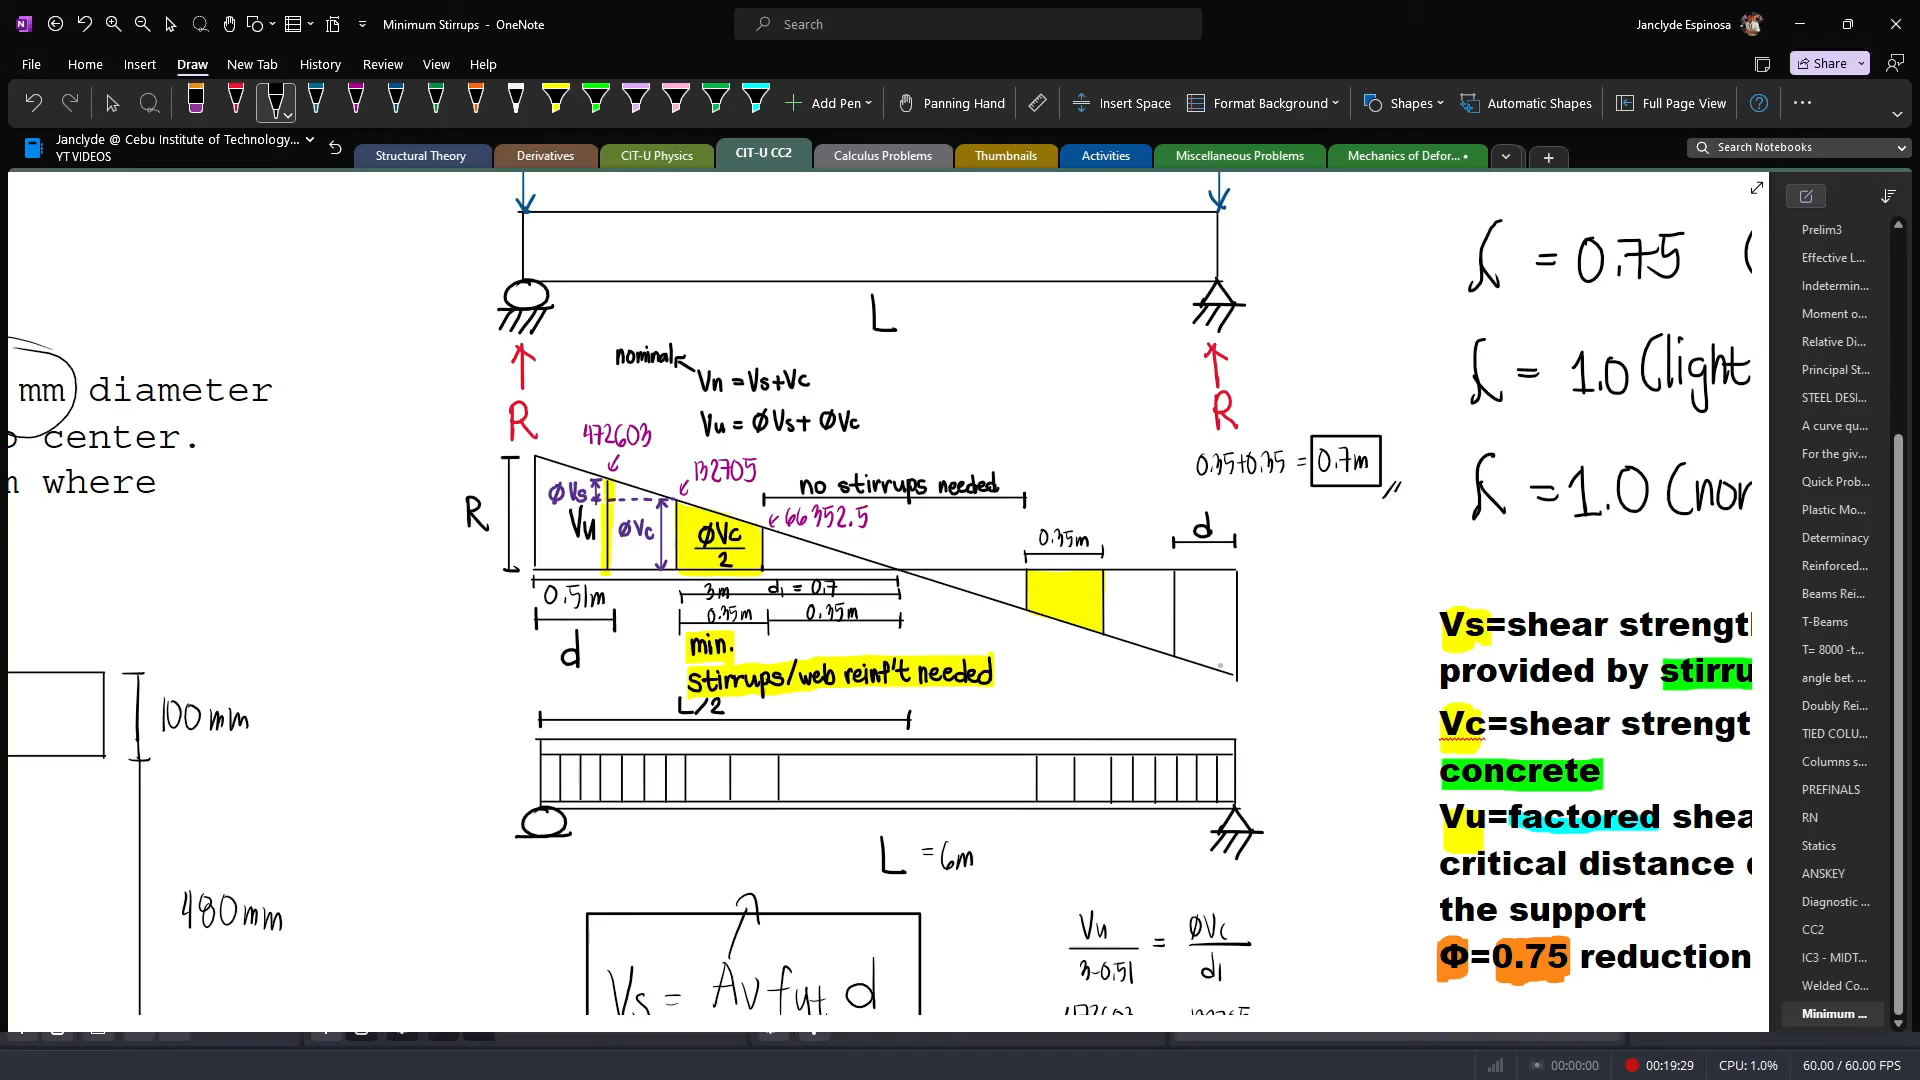 Minimum Stirrups - OneNote
Search
Janclyde Espinosa
File Home Insert Draw New Tab History Review View Help
Share
Add Pen
Panning Hand
Insert Space
Format Background
Shapes
Automatic Shapes
Full Page View
Janclyde @ Cebu Institute of Technology...
YT VIDEOS
Structural Theory
Derivatives
CIT-U Physics
CIT-U CC2
Calculus Problems
Thumbnails
Activities
Miscellaneous Problems
Mechanics of Defor...
Search Notebooks
mm diameter
center.
where
100mm
480mm
L
R
R
nominal
Vn = Vs+Vc
Vu = ØVs + ØVc
472603
132705
66352.5
no stirrups needed
0.35+0.35 = 0.7m
R
ØVs
Vu
ØVc
ØVc
2
0.35m
d
0.51m
3m
d1 = 0.7
0.35m
0.35m
d
min.
stirrups/web reinf't needed
L/2
L = 6m
Vs = Av fyt d
Vu = ØVc
3-0.51
d1
= 0.75
= 1.0 (light
= 1.0 (nor
Vs=shear strengt
provided by stirru
Vc=shear strengt
concrete
Vu=factored shea
critical distance
the support
Φ=0.75 reduction
Prelim3
Effective L...
Indetermin...
Moment o...
Relative Di...
Principal St...
STEEL DESI...
A curve qu...
For the giv...
Quick Prob...
Plastic Mo...
Determinacy
Reinforced...
Beams Rei...
T-Beams
T= 8000 -t...
angle bet. ...
Doubly Rei...
TIED COLU...
Columns s...
PREFINALS
RN
Statics
ANSKEY
Diagnostic ...
CC2
IC3 - MIDT...
Welded Co...
Minimum ...
00:00:00
00:19:29
CPU: 1.0%
60.00 / 60.00 FPS